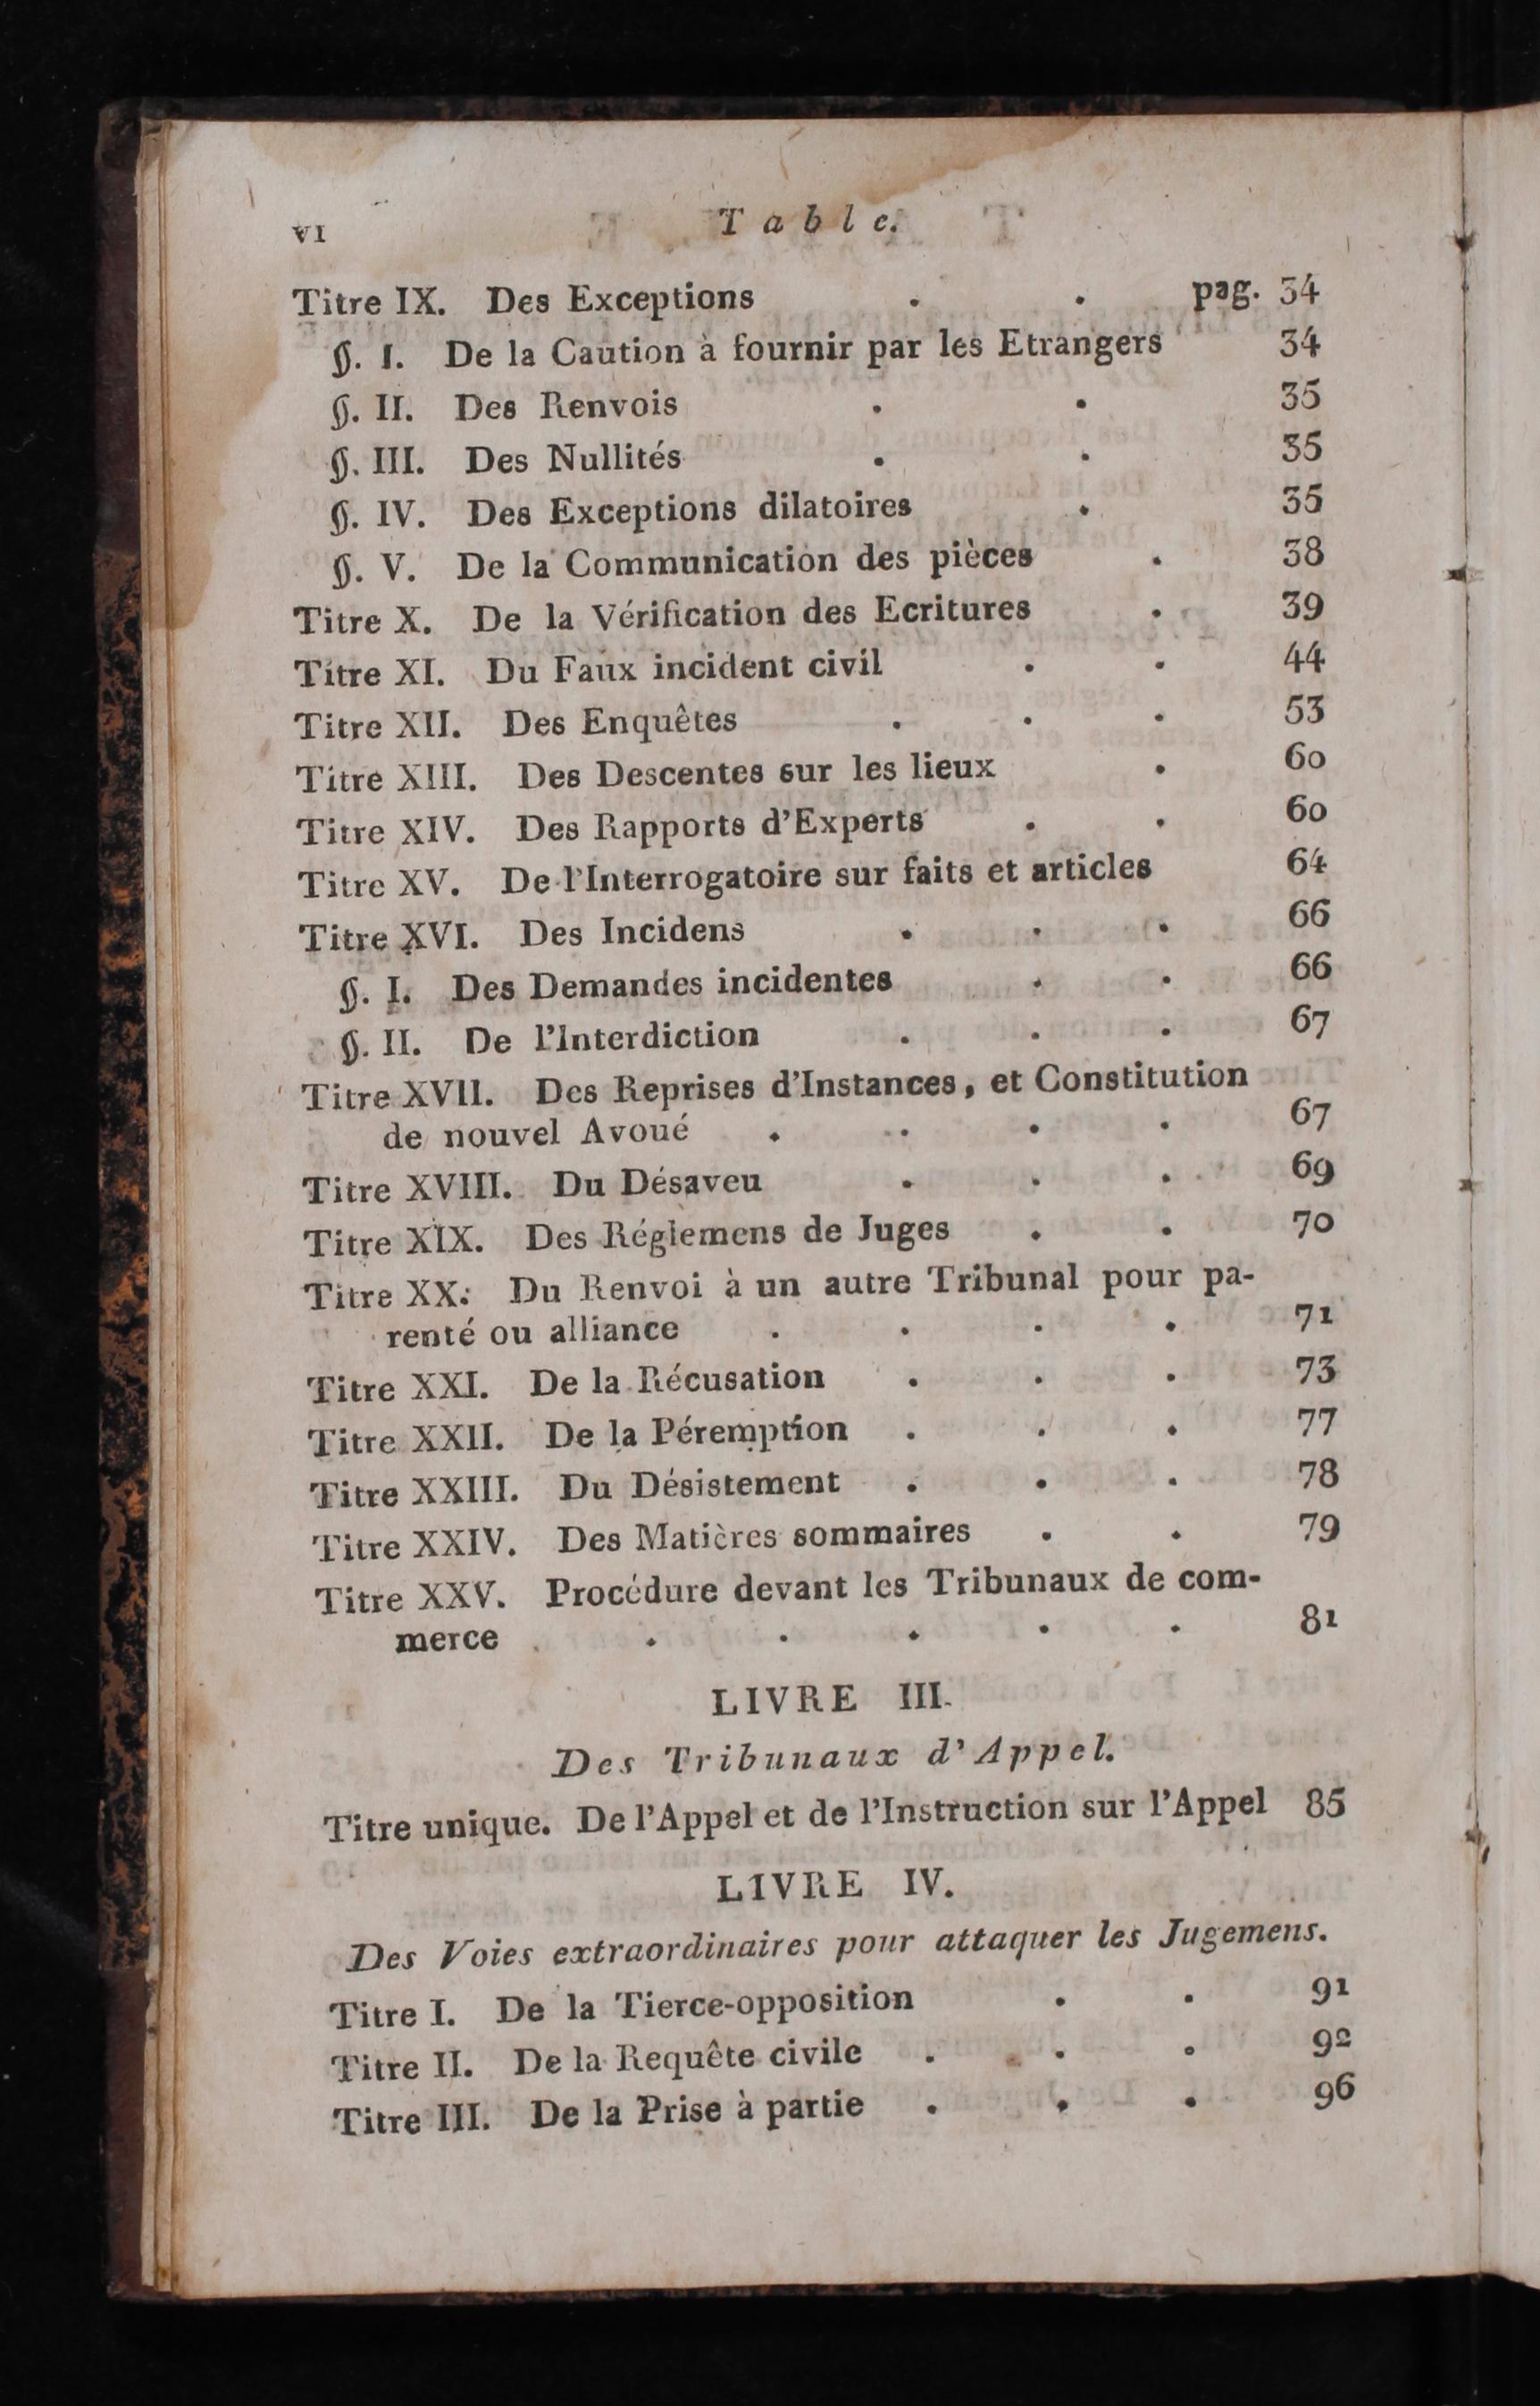 VI Table.
Titre IX. Des Exceptions . . pag. 34
§. I. De la Caution à fournir par les Etrangers 34
§. II. Des Renvois . . 35
§. III. Des Nullités . . 35
§. IV. Des Exceptions dilatoires . 35
§. V. De la Communication des pièces . 38
Titre X. De la Vérification des Ecritures . 39
Titre XI. Du Faux incident civil . . 44
Titre XII. Des Enquêtes . . . 53
Titre XIII. Des Descentes sur les lieux . 60
Titre XIV. Des Rapports d'Experts . . 60
Titre XV. De l'Interrogatoire sur faits et articles 64
Titre XVI. Des Incidens . . . 66
§. I. Des Demandes incidentes . . 66
§. II. De l'Interdiction . . . 67
Titre XVII. Des Reprises d'Instances, et Constitution
de nouvel Avoué . . . . 67
Titre XVIII. Du Désaveu . . . 69
Titre XIX. Des Réglemens de Juges . . 70
Titre XX. Du Renvoi à un autre Tribunal pour pa-
renté ou alliance . . . . 71
Titre XXI. De la Récusation . . . 73
Titre XXII. De la Péremption . . . 77
Titre XXIII. Du Désistement . . . 78
Titre XXIV. Des Matières sommaires . . 79
Titre XXV. Procédure devant les Tribunaux de com-
merce . . . . . . 81
LIVRE III.
Des Tribunaux d'Appel.
Titre unique. De l'Appel et de l'Instruction sur l'Appel 85
LIVRE IV.
Des Voies extraordinaires pour attaquer les Jugemens.
Titre I. De la Tierce-opposition . . 91
Titre II. De la Requête civile . . . 92
Titre III. De la Prise à partie . . . 96